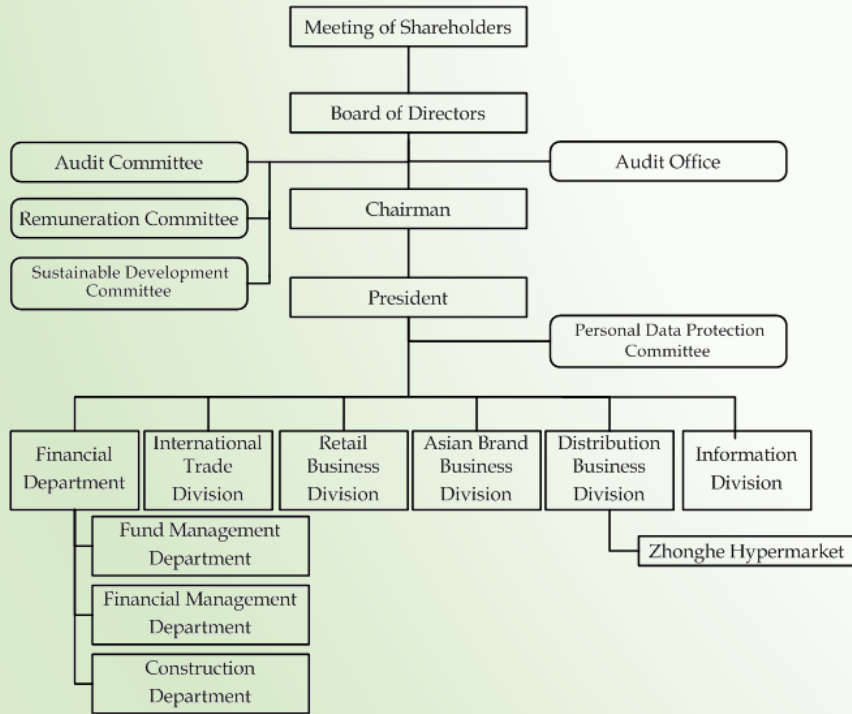 Meeting of Shareholders
Board of Directors
Audit Committee
Audit Office
Remuneration Committee
Chairman
Sustainable Development
Committee
President
Personal Data Protection
Committee
Financial
Department
International
Trade
Division
Retail
Business
Division
Asian Brand
Business
Division
Distribution
Business
Division
Information
Division
Fund Management
Department
Zhonghe Hypermarket
Financial Management
Department
Construction
Department